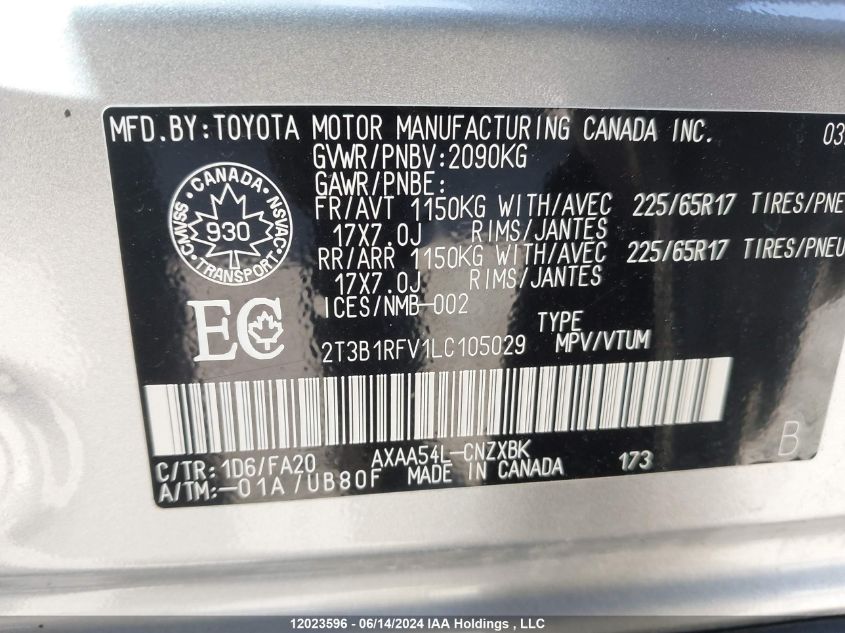 MFD.BY:TOYOTA MOTOR MANUFACTURING CANADA INC. 03
GVWR/PNBV:2090KG
GAWR/PNBE:
FR/AVT 1150KG WITH/AVEC 225/65R17 TIRES/PNE
17X7.0J RIMS/JANTES
RR/ARR 1150KG WITH/AVEC 225/65R17 TIRES/PNEU
17X7.0J RIMS/JANTES
ICES/NMB-002
CANADA
CMVSS 930 NSVAC
TRANSPORT
EC
TYPE
2T3B1RFV1LC105029 MPV/VTUM
C/TR:1D6/FA20 AXAA54L-CNZXBK 173 B
A/TM:-01A/UB80F MADE IN CANADA
12023596 - 06/14/2024 IAA Holdings , LLC